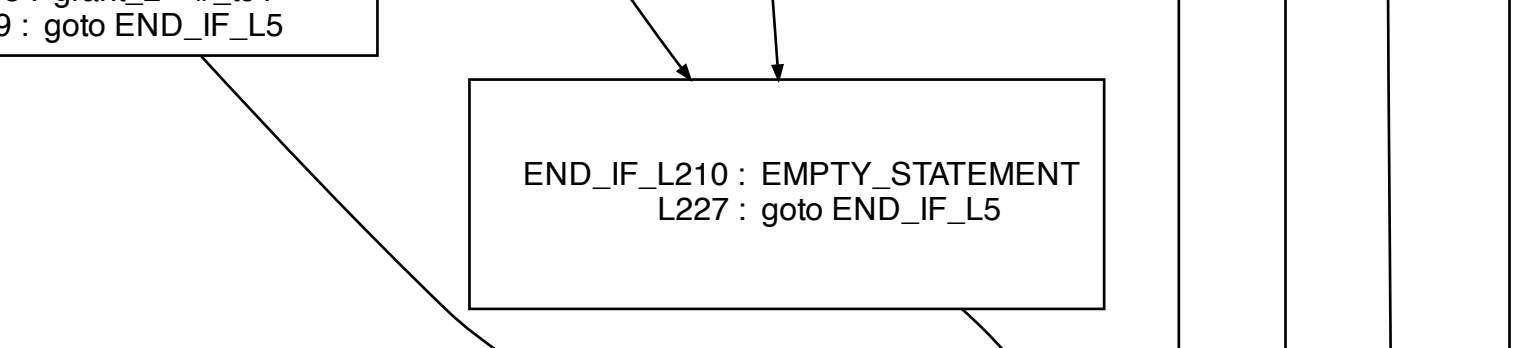 9 : goto END_IF_L5
END_IF_L210 : EMPTY_STATEMENT
L227 : goto END_IF_L5